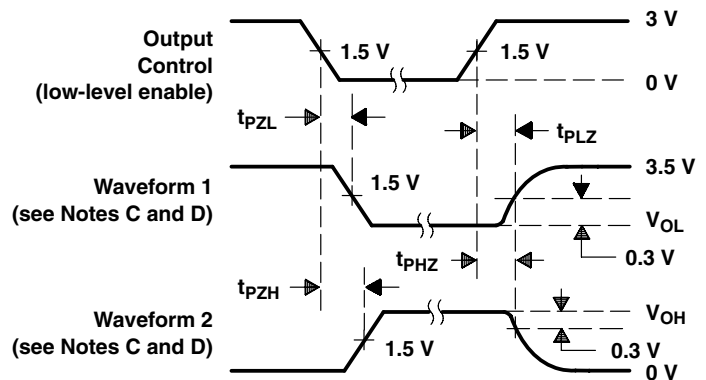 3 V
Output
Control
(low-level enable)
1.5 V
1.5 V
0 V
tPZL
tPLZ
3.5 V
Waveform 1
(see Notes C and D)
1.5 V
VOL
tPHZ
0.3 V
tPZH
VOH
Waveform 2
(see Notes C and D)
1.5 V
0.3 V
0 V